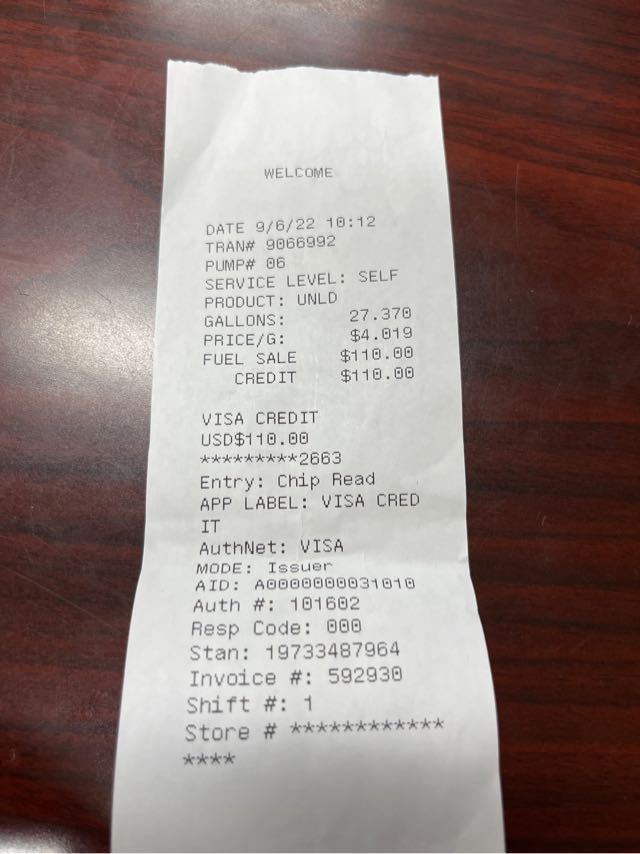 WELCOME
DATE 9/6/22 10:12
TRAN# 9066992
PUMP# 06
SERVICE LEVEL: SELF
PRODUCT: UNLD
GALLONS: 27.370
PRICE/G: $4.019
FUEL SALE $110.00
CREDIT $110.00
VISA CREDIT
USD$110.00
*********2663
Entry: Chip Read
APP LABEL: VISA CRED
IT
AuthNet: VISA
MODE: Issuer
AID: A0000000031010
Auth #: 101602
Resp Code: 000
Stan: 19733487964
Invoice #: 592930
Shift #: 1
Store # ************
****